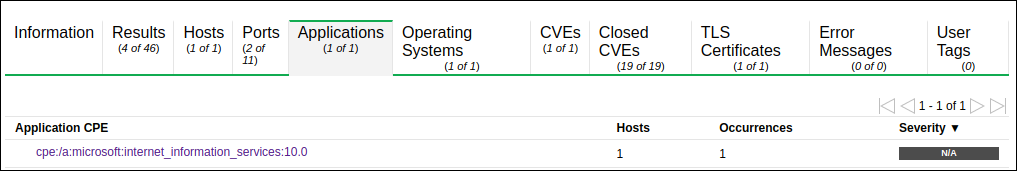 Information
Results
(4 of 46)
Hosts
(1 of 1)
Ports
(2 of
11)
Applications
(1 of 1)
Operating
Systems
(1 of 1)
CVEs
(1 of 1)
Closed
CVEs
(19 of 19)
TLS
Certificates
(1 of 1)
Error
Messages
(0 of 0)
User
Tags
(0)
1 - 1 of 1
Application CPE Hosts Occurrences Severity ▼
cpe:/a:microsoft:internet_information_services:10.0 1 1 N/A